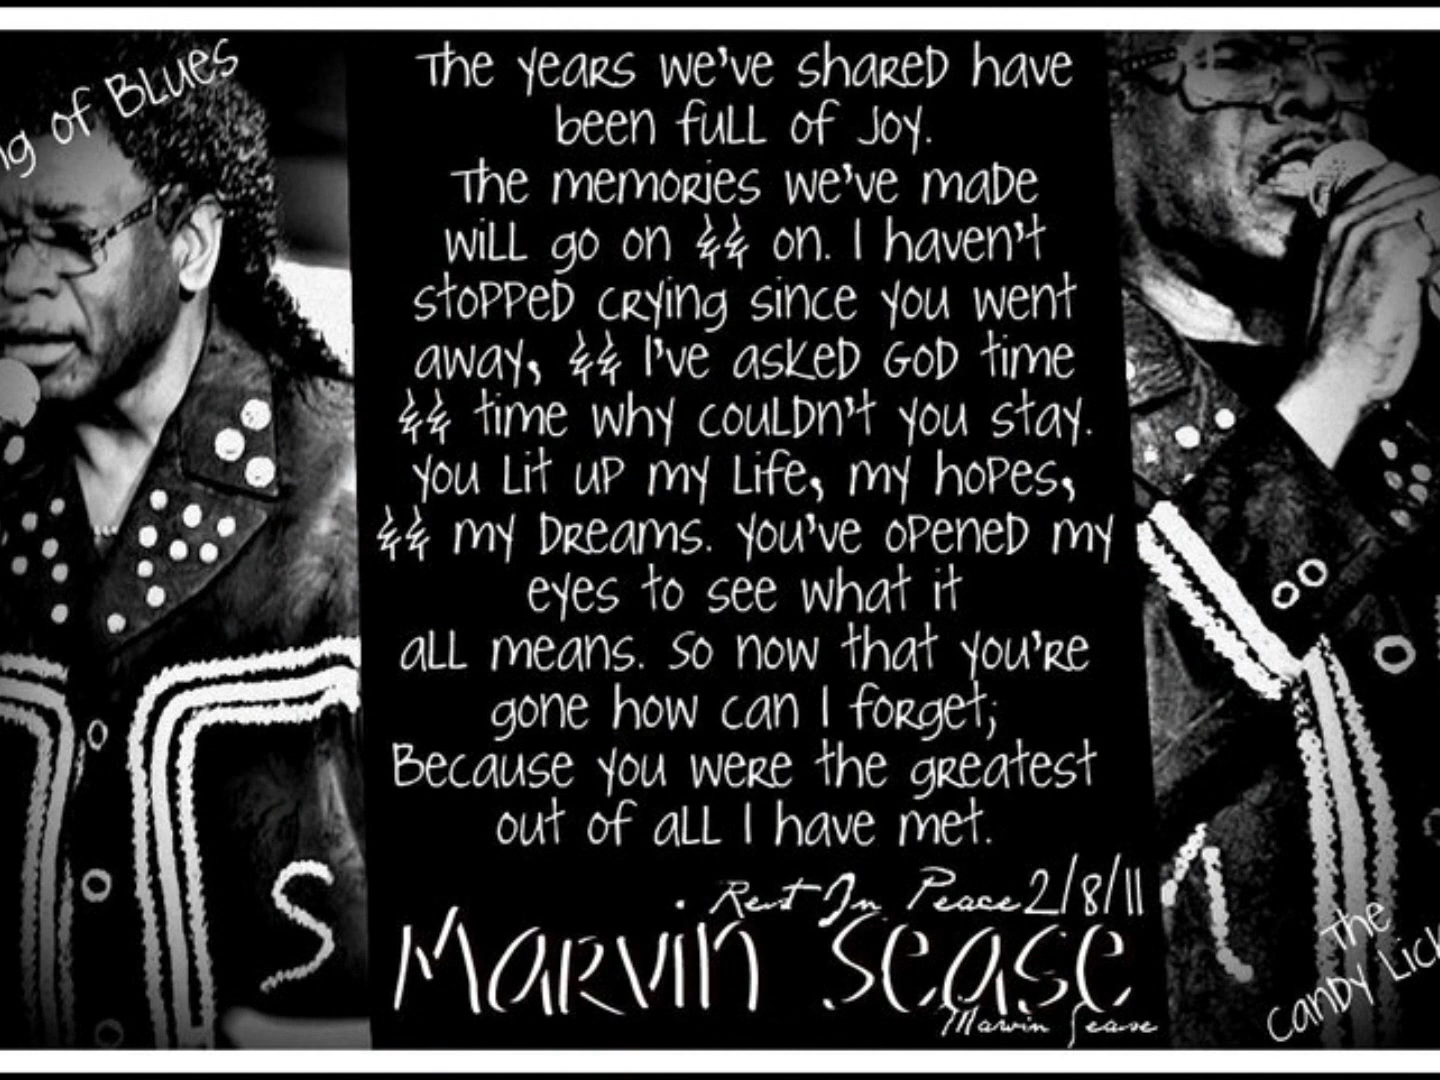 ng of Blues
The years we've shared have
been full of Joy.
The memories we've made
will go on && on. I haven't
stopped crying since you went
away, && I've asked God time
&& time why couldn't you stay.
you lit up my life, my hopes,
&& my dreams. you've opened my
eyes to see what it
all means. So now that you're
gone how can I forget;
Because you were the greatest
out of all I have met.
. Rest In Peace 2/8/11
Marvin Sease
Marvin Sease
The
Candy Lick
S